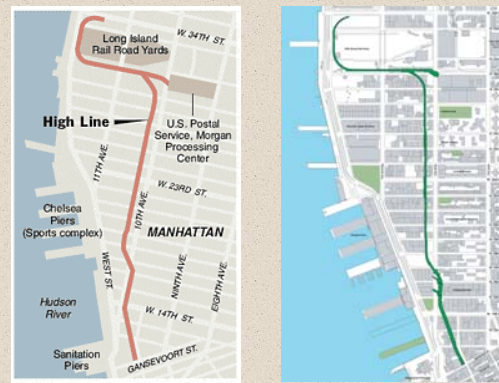 Long Island
Rail Road Yards
W. 34TH ST.
High Line
U.S. Postal
Service, Morgan
Processing
Center
11TH AVE.
W. 23RD ST.
10TH AVE.
Chelsea
Piers
(Sports complex)
MANHATTAN
WEST ST.
NINTH AVE.
EIGHTH AVE.
Hudson
River
W. 14TH ST.
Sanitation
Piers
GANSEVOORT ST.